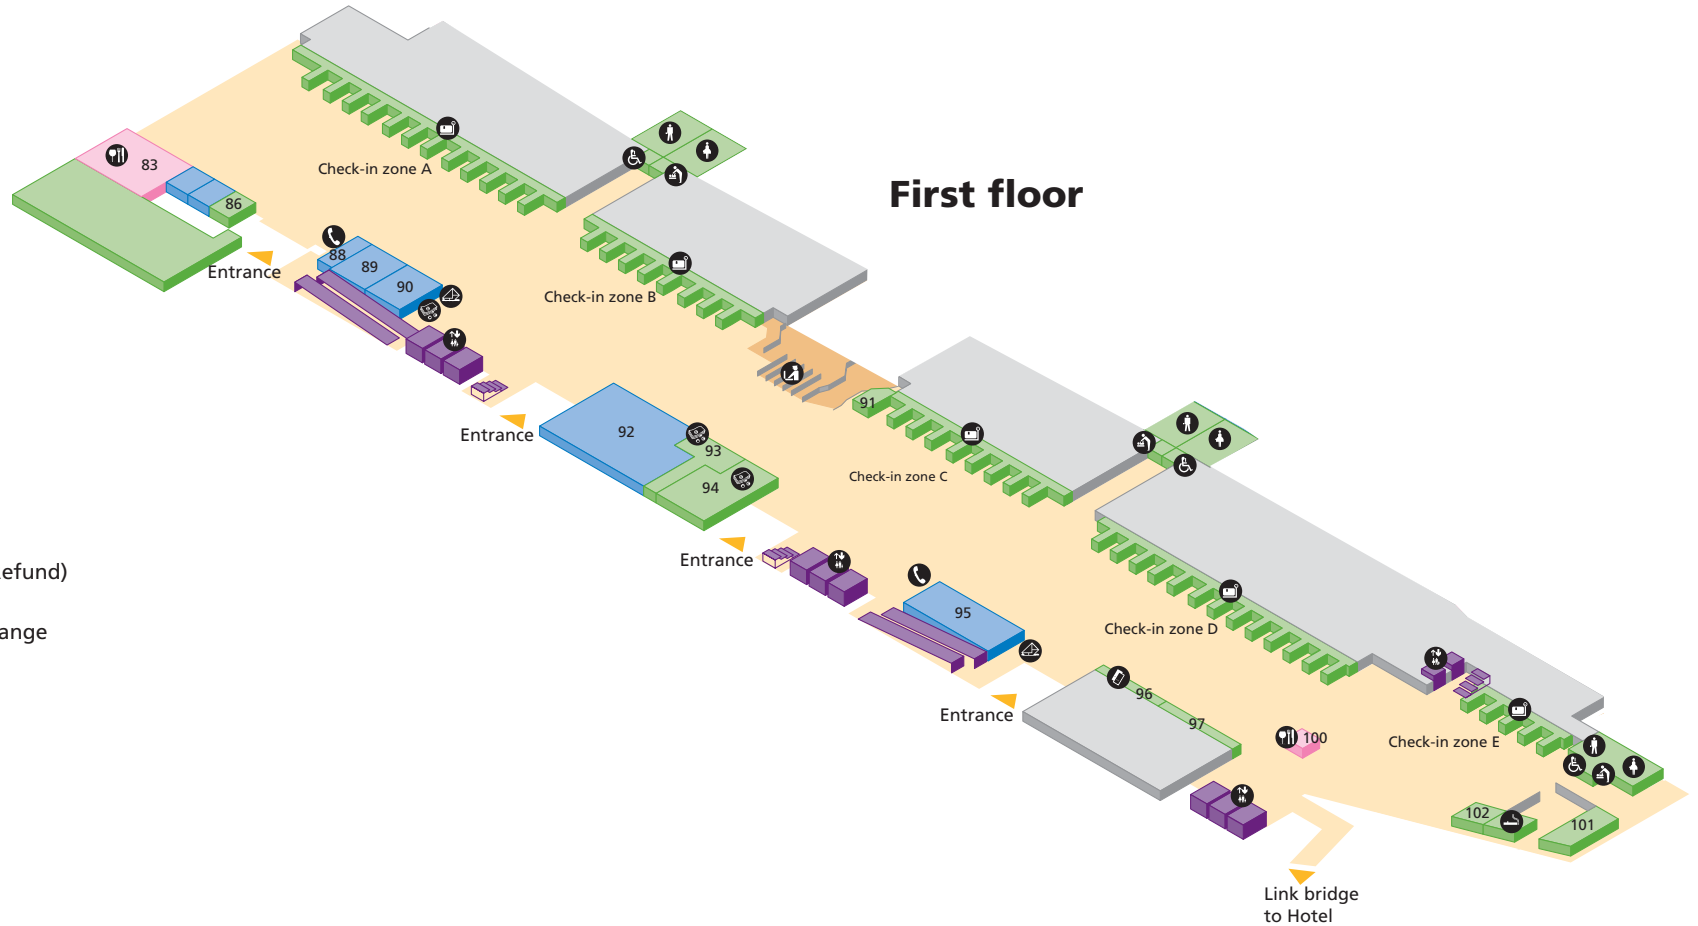 First floor
83
86
Check-in zone A
Entrance
88
89
90
Check-in zone B
91
Entrance
92
93
94
Check-in zone C
Entrance
efund)
ange
95
Check-in zone D
Entrance
96
97
100
Check-in zone E
102
101
Link bridge
to Hotel